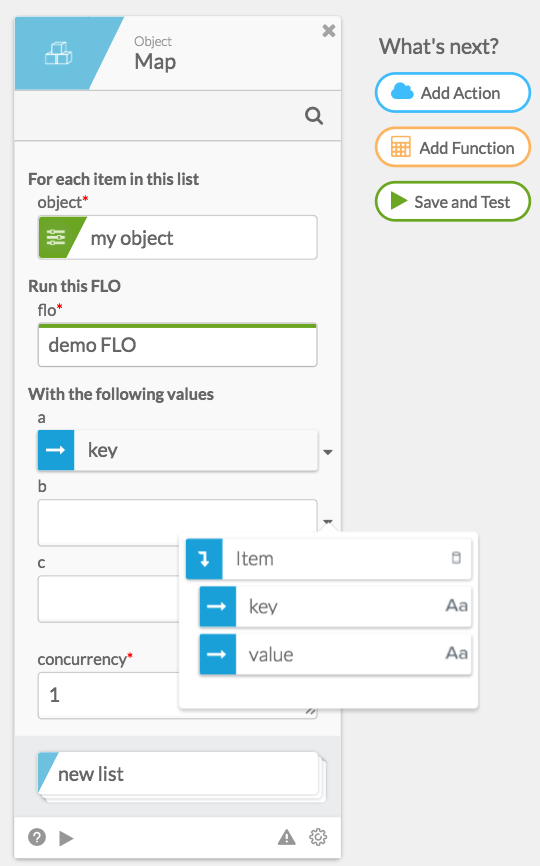 Object
Map
What's next?
Add Action
Add Function
Save and Test
For each item in this list
object*
my object
Run this FLO
flo*
demo FLO
With the following values
a
key
b
Item
key Aa
value Aa
c
concurrency*
1
new list